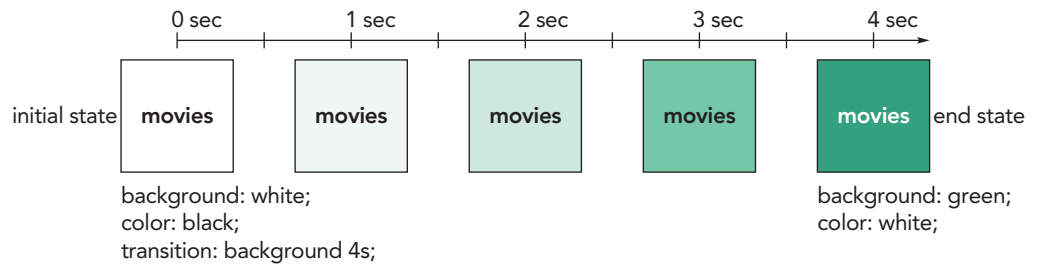 0 sec 1 sec 2 sec 3 sec 4 sec
initial state movies movies movies movies movies end state
background: white;
color: black;
transition: background 4s;
background: green;
color: white;